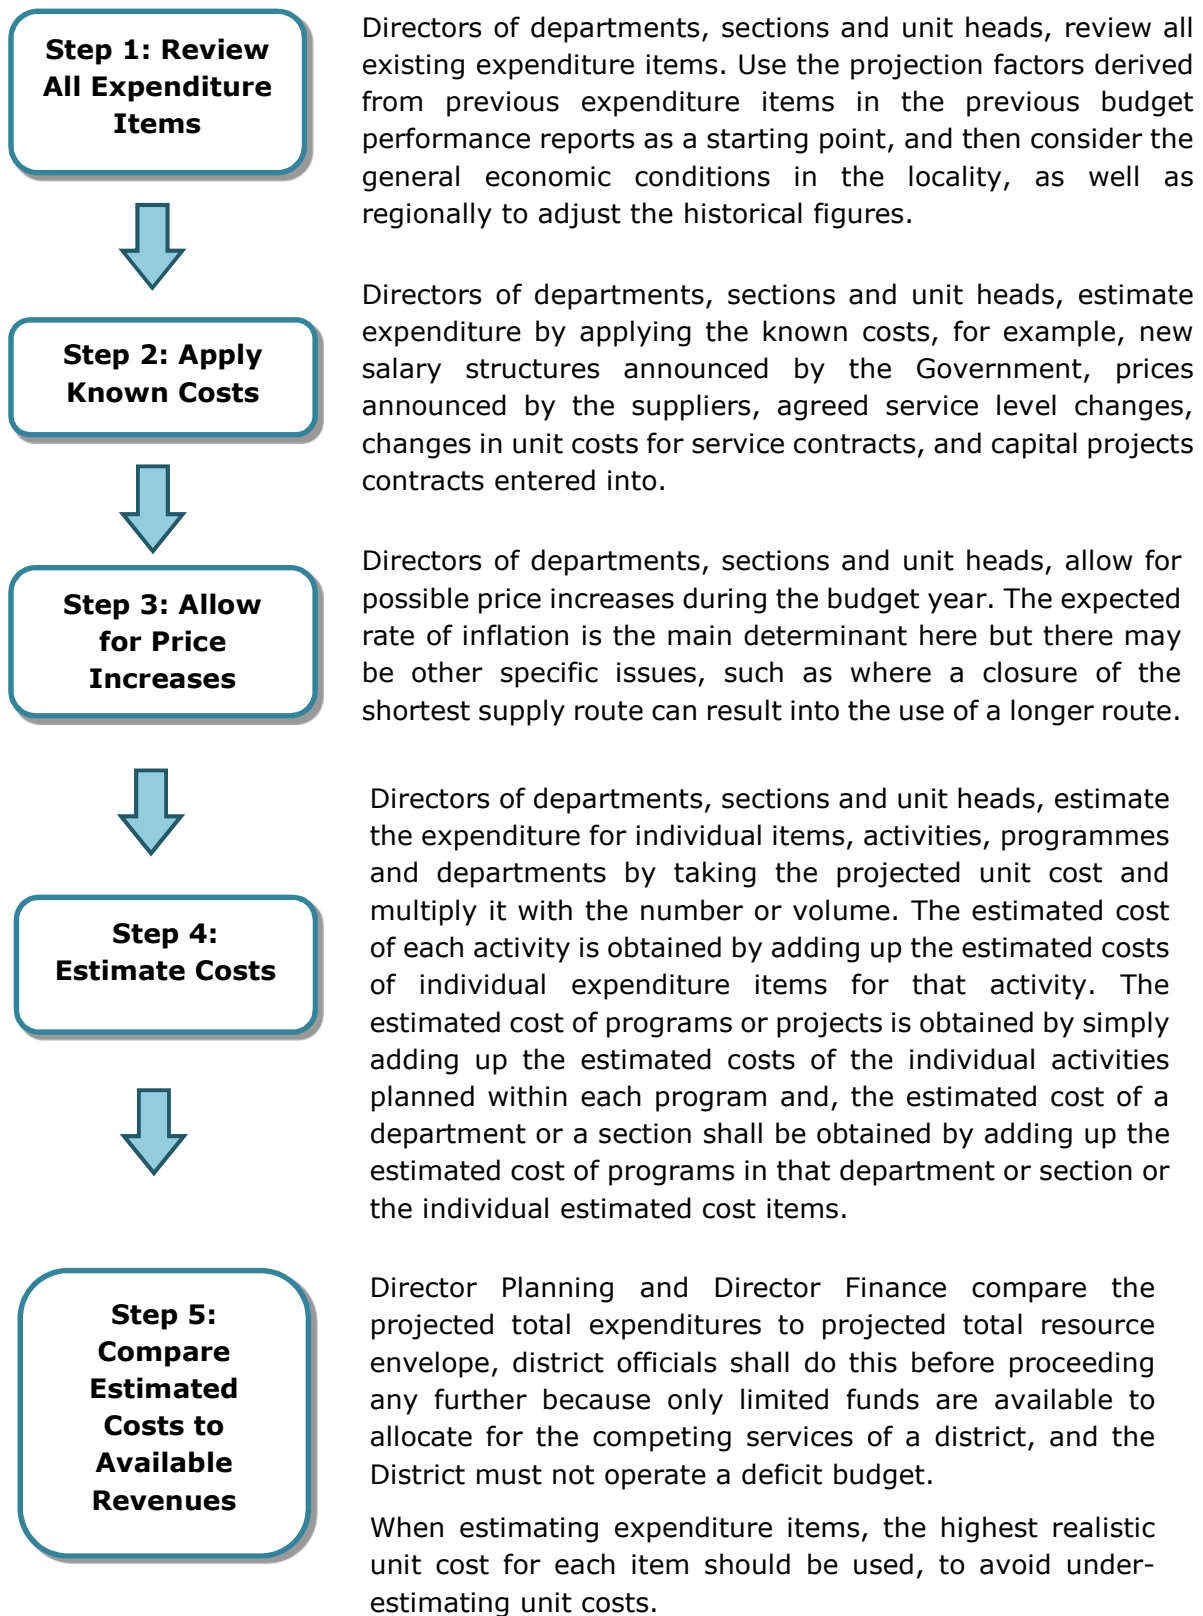 Step 1: Review
All Expenditure
Items
Directors of departments, sections and unit heads, review all
existing expenditure items. Use the projection factors derived
from previous expenditure items in the previous budget
performance reports as a starting point, and then consider the
general economic conditions in the locality, as well as
regionally to adjust the historical figures.
Step 2: Apply
Known Costs
Directors of departments, sections and unit heads, estimate
expenditure by applying the known costs, for example, new
salary structures announced by the Government, prices
announced by the suppliers, agreed service level changes,
changes in unit costs for service contracts, and capital projects
contracts entered into.
Step 3: Allow
for Price
Increases
Directors of departments, sections and unit heads, allow for
possible price increases during the budget year. The expected
rate of inflation is the main determinant here but there may
be other specific issues, such as where a closure of the
shortest supply route can result into the use of a longer route.
Step 4:
Estimate Costs
Directors of departments, sections and unit heads, estimate
the expenditure for individual items, activities, programmes
and departments by taking the projected unit cost and
multiply it with the number or volume. The estimated cost
of each activity is obtained by adding up the estimated costs
of individual expenditure items for that activity. The
estimated cost of programs or projects is obtained by simply
adding up the estimated costs of the individual activities
planned within each program and, the estimated cost of a
department or a section shall be obtained by adding up the
estimated cost of programs in that department or section or
the individual estimated cost items.
Step 5:
Compare
Estimated
Costs to
Available
Revenues
Director Planning and Director Finance compare the
projected total expenditures to projected total resource
envelope, district officials shall do this before proceeding
any further because only limited funds are available to
allocate for the competing services of a district, and the
District must not operate a deficit budget.
When estimating expenditure items, the highest realistic
unit cost for each item should be used, to avoid under-
estimating unit costs.